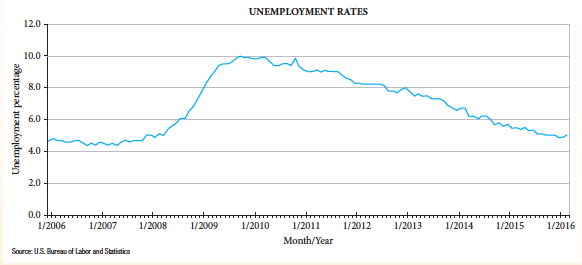 UNEMPLOYMENT RATES
Unemployment percentage
12.0
10.0
8.0
6.0
4.0
2.0
0.0
1/2006 1/2007 1/2008 1/2009 1/2010 1/2011 1/2012 1/2013 1/2014 1/2015 1/2016
Month/Year
Source: U.S. Bureau of Labor and Statistics